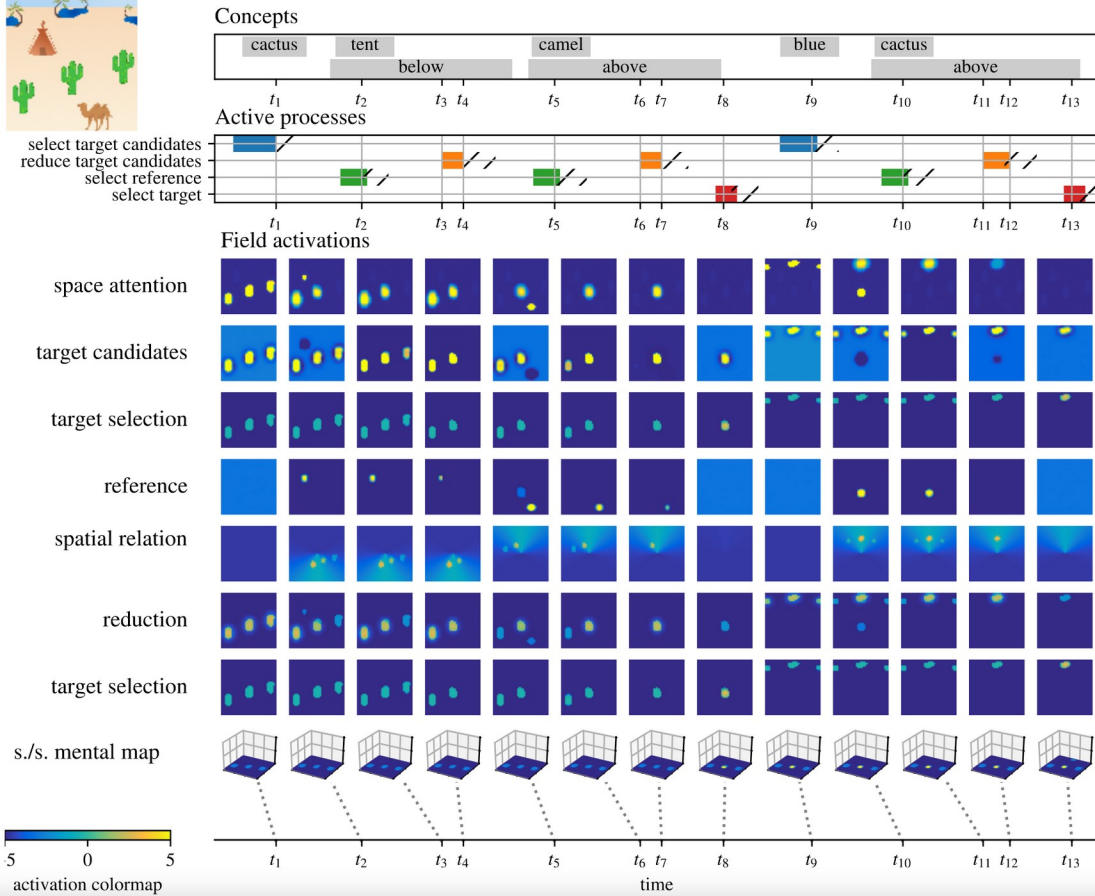 Concepts
cactus tent camel blue cactus
below above above
t1 t2 t3 t4 t5 t6 t7 t8 t9 t10 t11 t12 t13
Active processes
select target candidates
reduce target candidates
select reference
select target
t1 t2 t3 t4 t5 t6 t7 t8 t9 t10 t11 t12 t13
Field activations
space attention
target candidates
target selection
reference
spatial relation
reduction
target selection
s./s. mental map
-5 0 5
activation colormap
t1 t2 t3 t4 t5 t6 t7 t8 t9 t10 t11 t12 t13
time